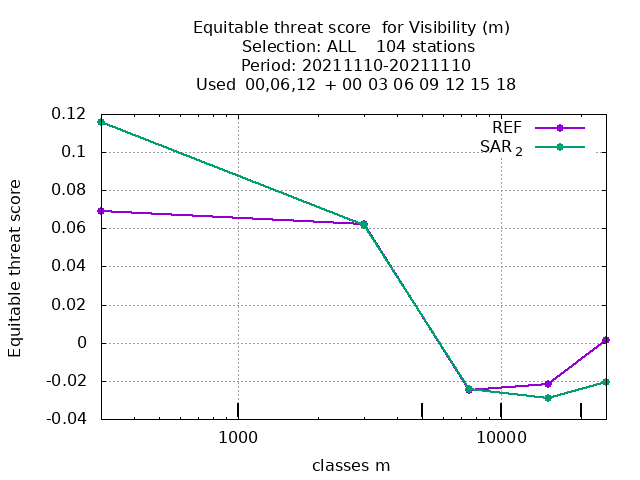 Equitable threat score  for Visibility (m)
Selection: ALL    104 stations
Period: 20211110-20211110
Used  00,06,12  + 00 03 06 09 12 15 18
REF
SAR 2
0.12
0.1
0.08
0.06
0.04
0.02
0
-0.02
-0.04
Equitable threat score
1000
10000
classes m